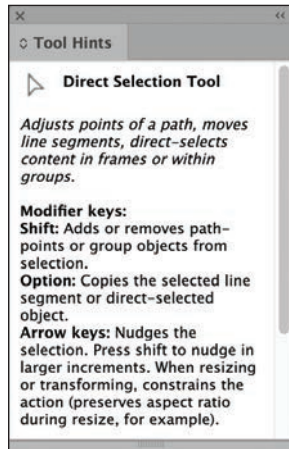 Tool Hints
Direct Selection Tool
Adjusts points of a path, moves
line segments, direct-selects
content in frames or within
groups.
Modifier keys:
Shift: Adds or removes path-
points or group objects from
selection.
Option: Copies the selected line
segment or direct-selected
object.
Arrow keys: Nudges the
selection. Press shift to nudge in
larger increments. When resizing
or transforming, constrains the
action (preserves aspect ratio
during resize, for example).